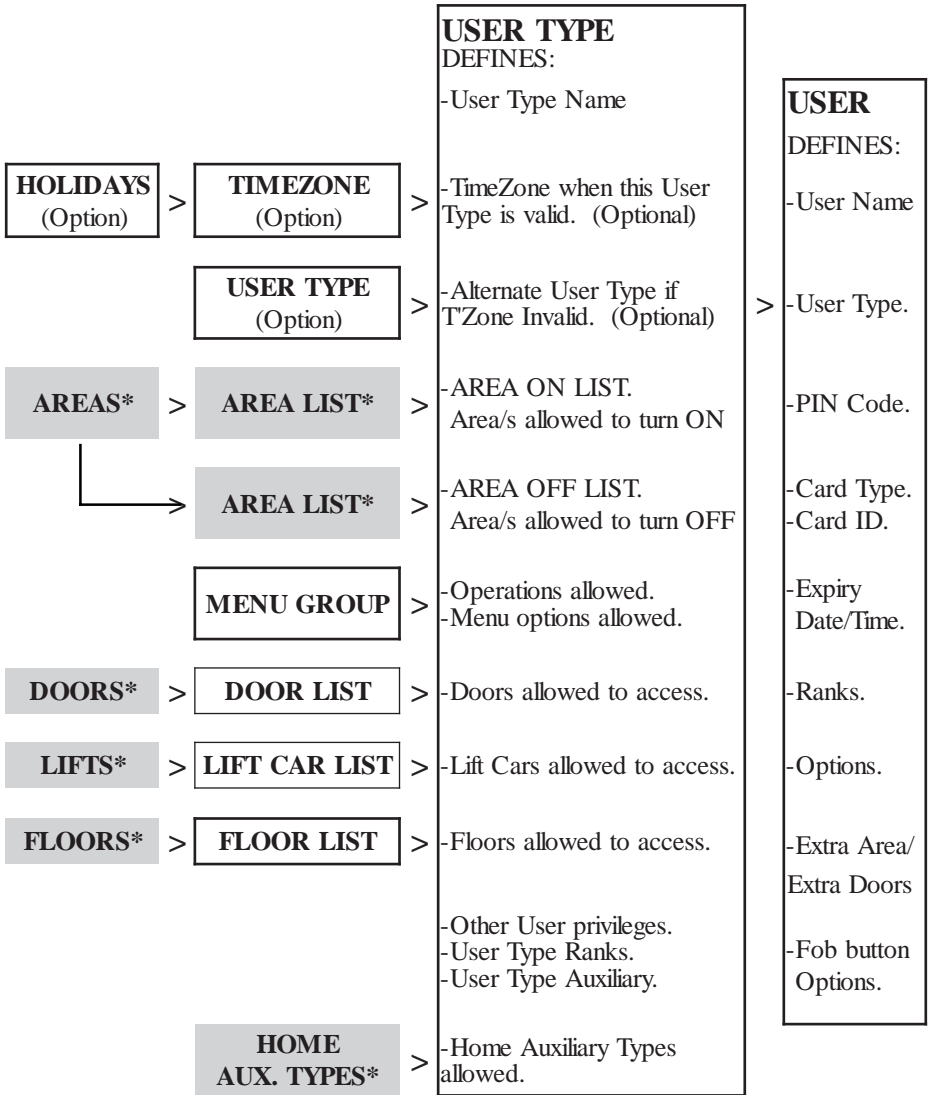 USER TYPE
DEFINES:
-User Type Name
USER
DEFINES:
HOLIDAYS
(Option)
>
TIMEZONE
(Option)
>
-TimeZone when this User
Type is valid. (Optional)
-User Name
USER TYPE
(Option)
>
-Alternate User Type if
T'Zone Invalid. (Optional)
>
-User Type.
AREAS*
>
AREA LIST*
>
-AREA ON LIST.
Area/s allowed to turn ON
-PIN Code.
AREA LIST*
>
-AREA OFF LIST.
Area/s allowed to turn OFF
-Card Type.
-Card ID.
MENU GROUP
>
-Operations allowed.
-Menu options allowed.
-Expiry
Date/Time.
DOORS*
>
DOOR LIST
>
-Doors allowed to access.
-Ranks.
LIFTS*
>
LIFT CAR LIST
>
-Lift Cars allowed to access.
-Options.
FLOORS*
>
FLOOR LIST
>
-Floors allowed to access.
-Extra Area/
Extra Doors
-Other User privileges.
-User Type Ranks.
-User Type Auxiliary.
-Fob button
Options.
HOME
AUX. TYPES*
>
-Home Auxiliary Types
allowed.